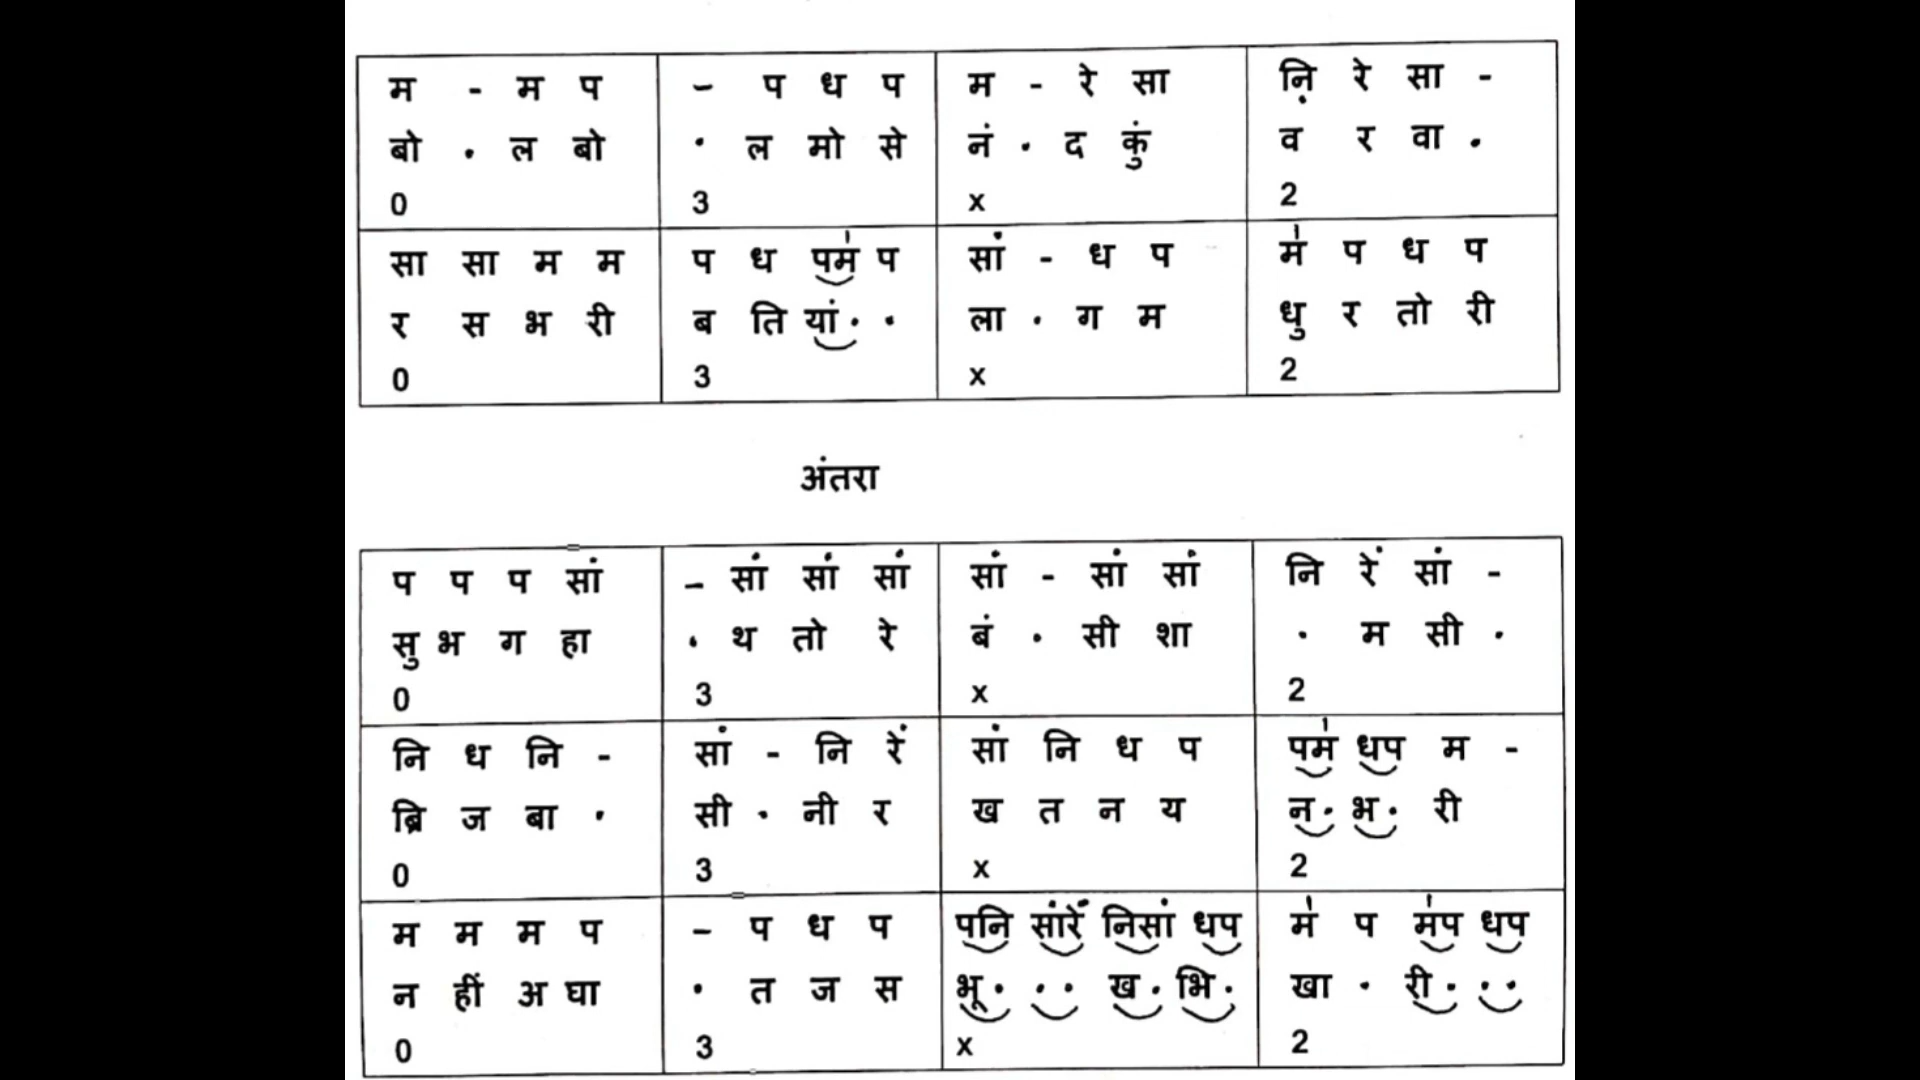 म - म प - प ध प म - रे सा नि़ रे सा -
बो . ल बो . ल मो से नं . द कुं व र वा .
0 3 x 2
सा सा म म प ध पम॑ प सां - ध प म॑ प ध प
र स भ री ब ति यां . . ला . ग म धु र तो री
0 3 x 2
अंतरा
प प प सां - सां सां सां सां - सां सां नि रें सां -
सु भ ग हा . थ तो रे बं . सी शा . म सी .
0 3 x 2
नि ध नि - सां - नि रें सां नि ध प पम॑ धप म -
ब्रि ज बा . सी . नी र ख त न य न . भ . री
0 3 x 2
म म म प - प ध प पनि सांरें निसां धप म॑ प म॑प धप
न हीं अ घा . त ज स भू . . . ख . भि . खा . री . . .
0 3 x 2